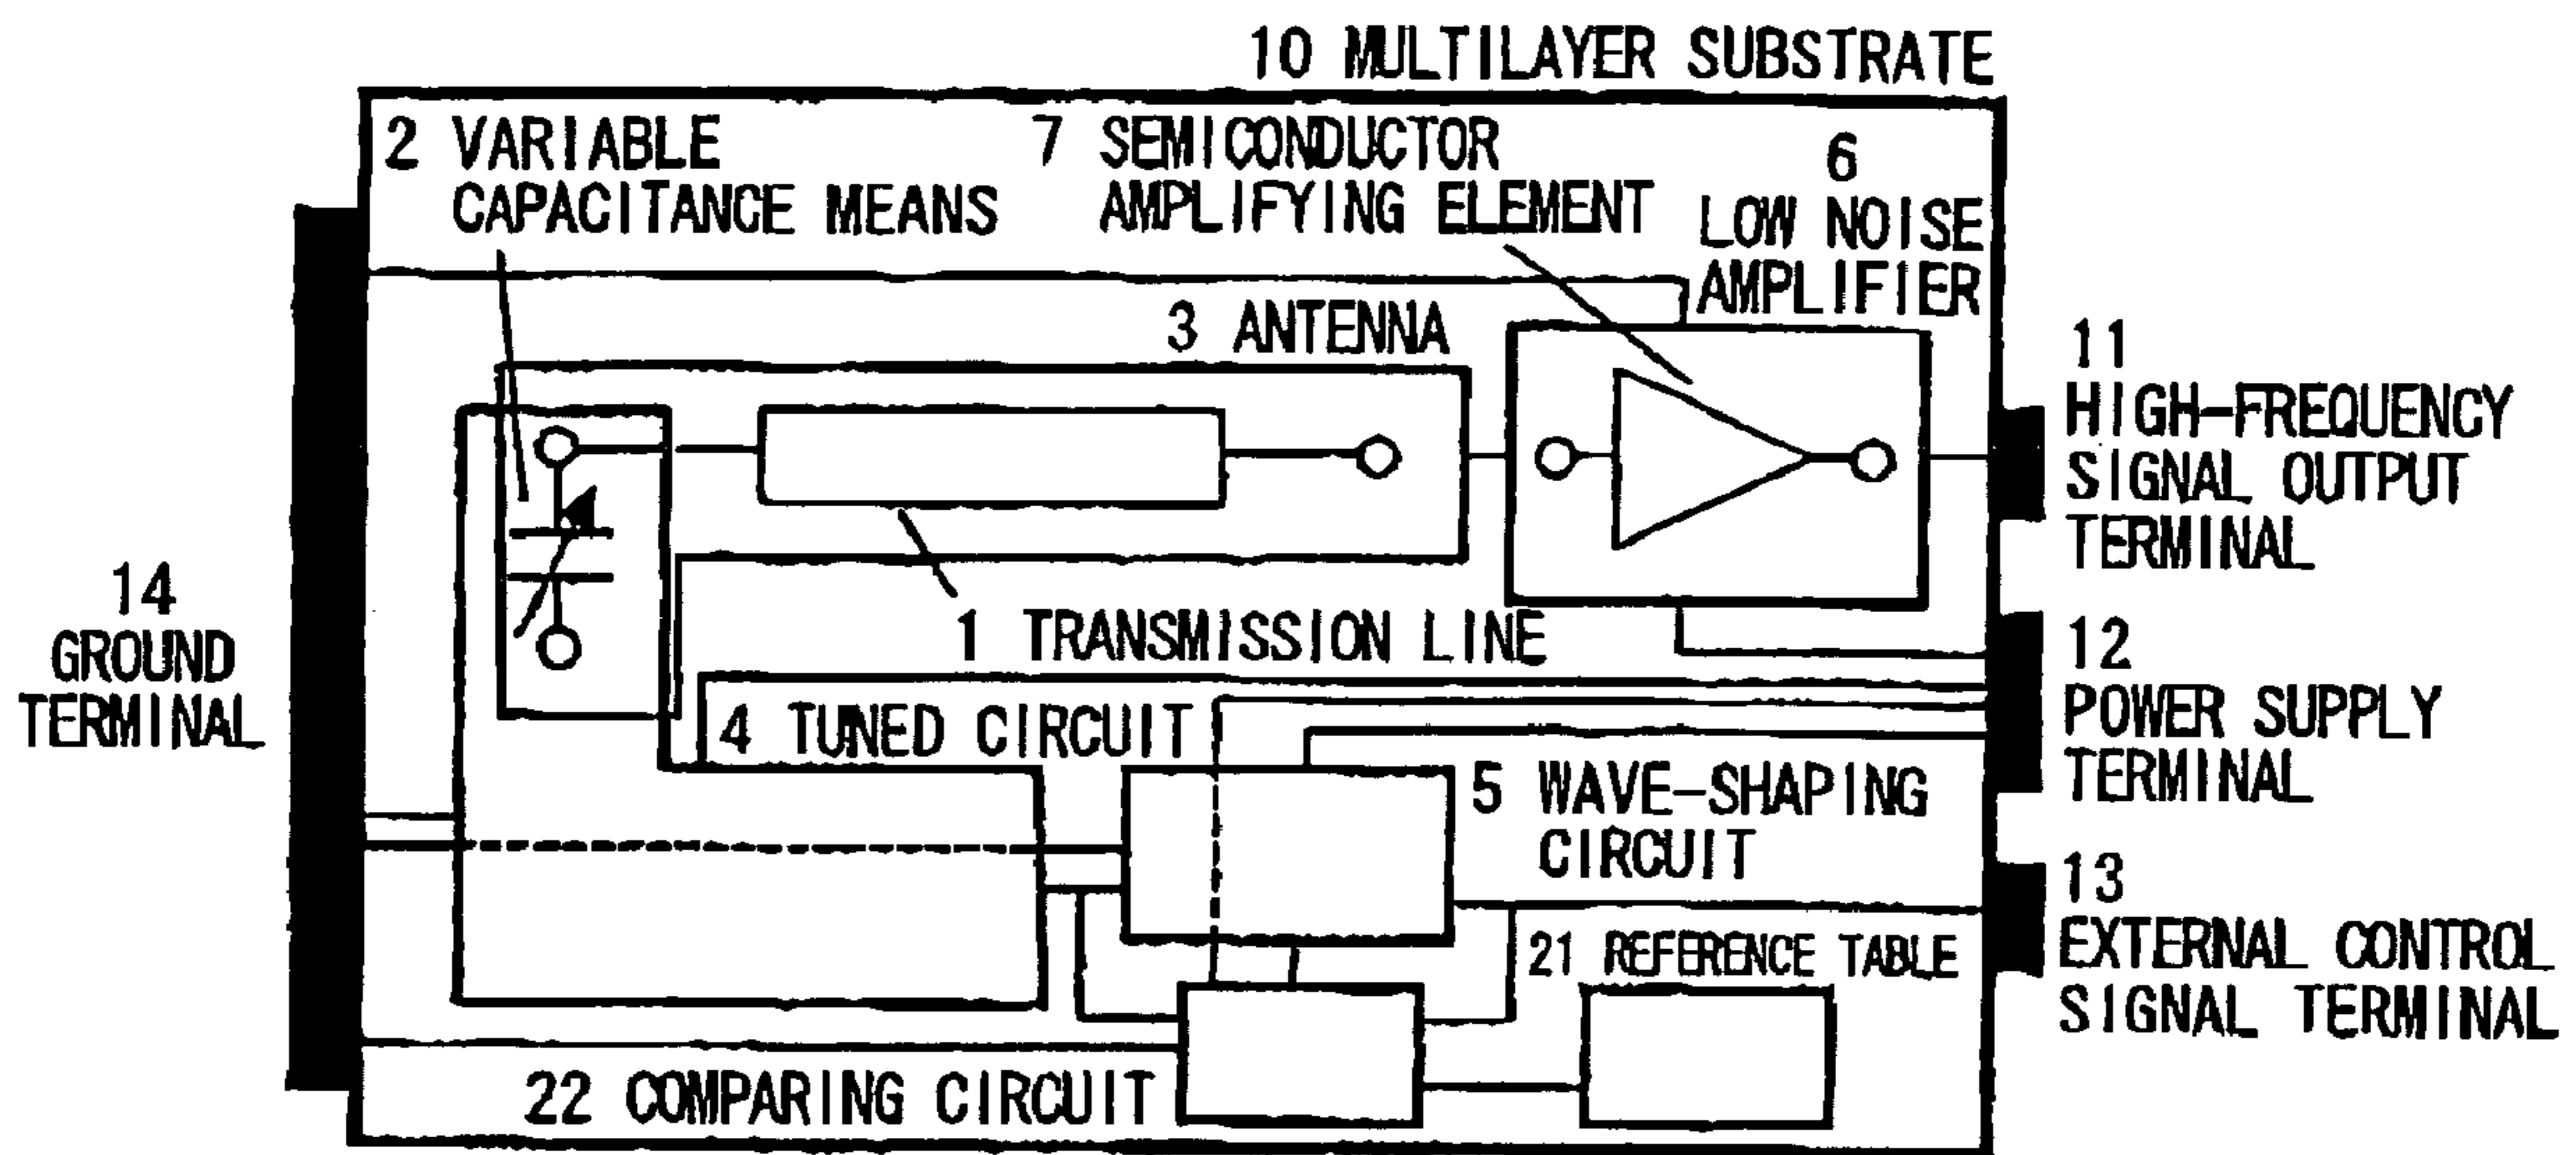 10 MULTILAYER SUBSTRATE
2 VARIABLE
CAPACITANCE MEANS
7 SEMICONDUCTOR
AMPLIFYING ELEMENT
6
LOW NOISE
AMPLIFIER
3 ANTENNA
11
HIGH-FREQUENCY
SIGNAL OUTPUT
TERMINAL
14
GROUND
TERMINAL
1 TRANSMISSION LINE
12
POWER SUPPLY
TERMINAL
4 TUNED CIRCUIT
5 WAVE-SHAPING
CIRCUIT
13
EXTERNAL CONTROL
SIGNAL TERMINAL
21 REFERENCE TABLE
22 COMPARING CIRCUIT